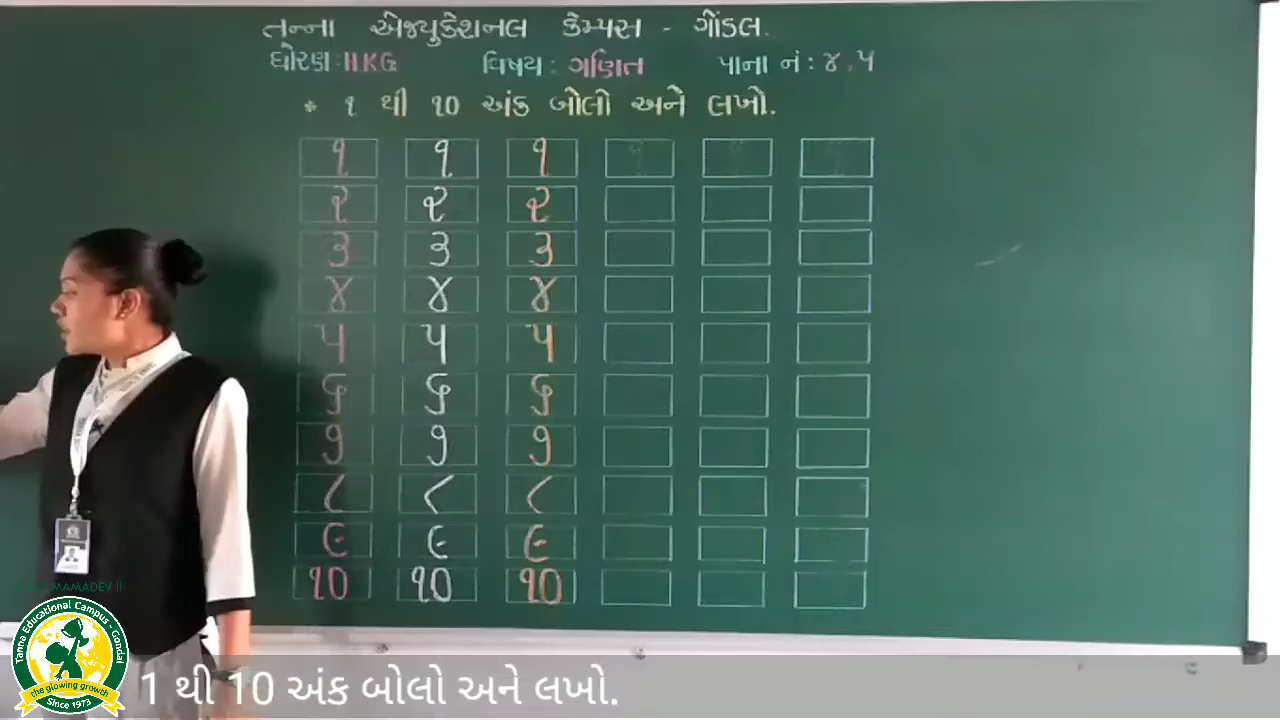 તન્ના એજ્યુકેશનલ કેમ્પસ - ગોંડલ.
ધોરણ : H.K.G વિષય : ગણિત પાના નં : ૪, ૫
* ૧ થી ૧૦ અંક બોલો અને લખો.
૧ ૧ ૧
૨ ૨ ૨
૩ ૩ ૩
૪ ૪ ૪
૫ ૫ ૫
૬ ૬ ૬
૭ ૭ ૭
૮ ૮ ૮
૯ ૯ ૯
૧૦ ૧૦ ૧૦
MAMADEV II
Tanna Educational Campus - Gondal
the glowing growth
Since 1973
1 થી 10 અંક બોલો અને લખો.